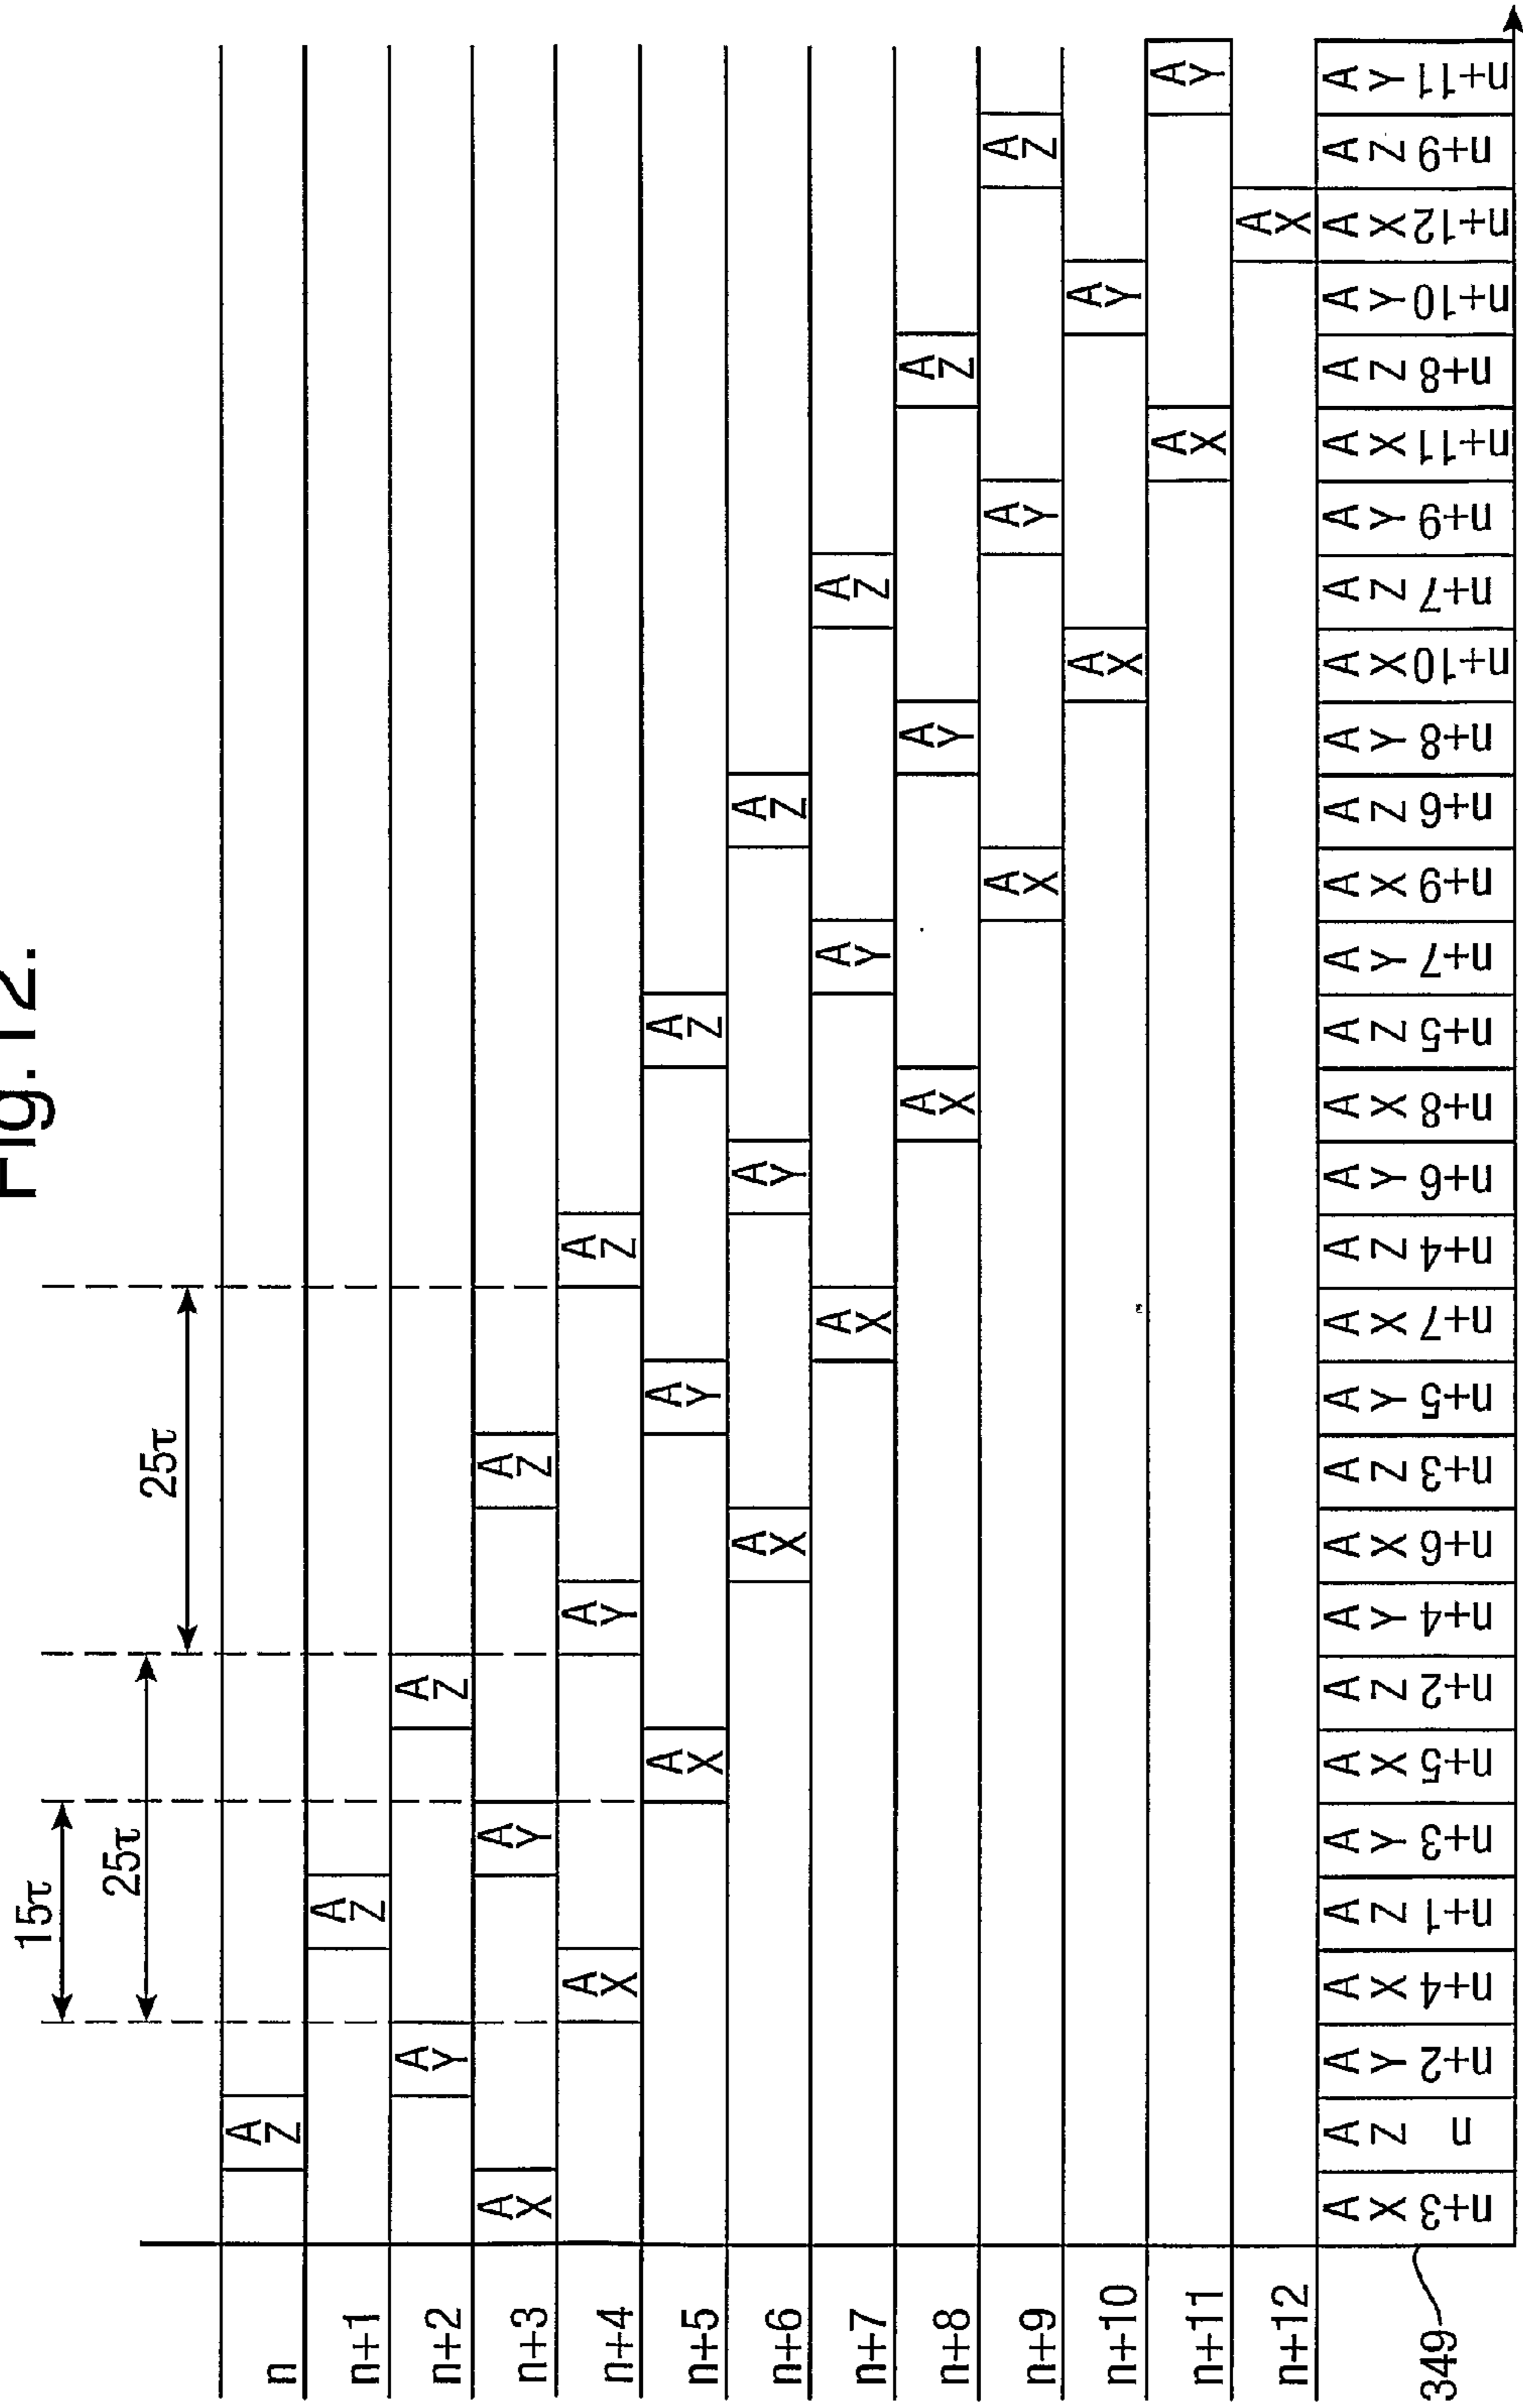 Fig.12.
15τ
25τ
25τ
n A Z
n+1 A Z
n+2 A Y A Z
n+3 A X A Y A Z
n+4 A X A Y A Z
n+5 A X A Y A Z
n+6 A X A Y A Z
n+7 A X A Y A Z
n+8 A X A Y A Z
n+9 A X A Y A Z
n+10 A X A Y
n+11 A X A Y
n+12 A X
A X n+3
A Z n
A Y n+2
A X n+4
A Z n+1
A Y n+3
A X n+5
A Z n+2
A Y n+4
A X n+6
A Z n+3
A Y n+5
A X n+7
A Z n+4
A Y n+6
A X n+8
A Z n+5
A Y n+7
A X n+9
A Z n+6
A Y n+8
A X n+10
A Z n+7
A Y n+9
A X n+11
A Z n+8
A Y n+10
A X n+12
A Z n+9
A Y n+11
349